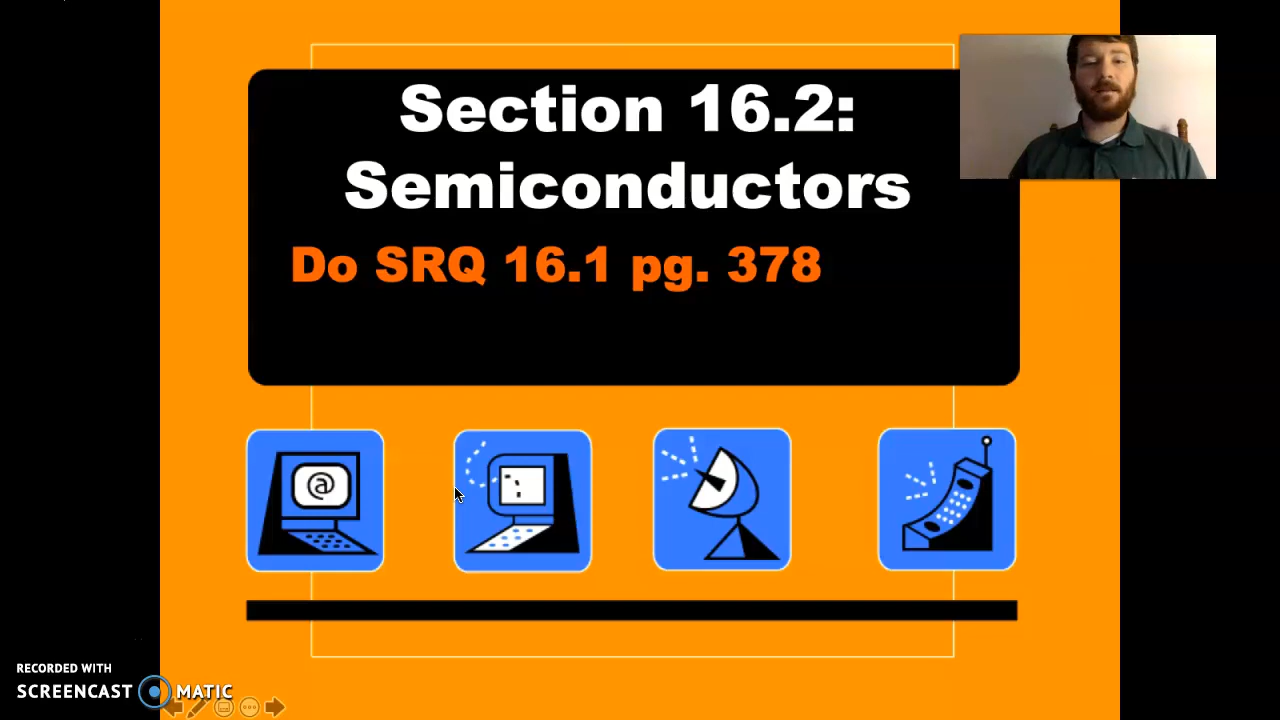 Section 16.2:
Semiconductors
Do SRQ 16.1 pg. 378
@
RECORDED WITH
SCREENCAST MATIC